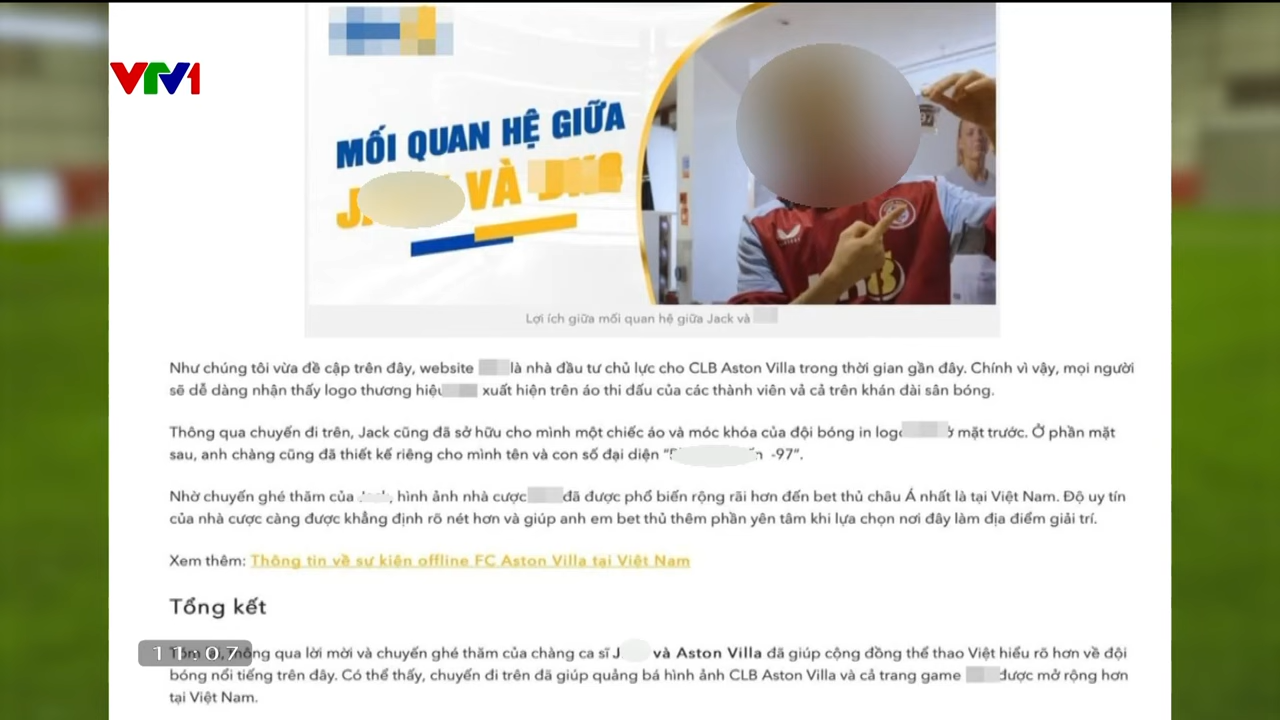 VTV1
MỐI QUAN HỆ GIỮA
VÀ
97
Lợi ích giữa mối quan hệ giữa Jack và
Như chúng tôi vừa đề cập trên đây, website là nhà đầu tư chủ lực cho CLB Aston Villa trong thời gian gần đây. Chính vì vậy, mọi người
sẽ dễ dàng nhận thấy logo thương hiệu xuất hiện trên áo thi đấu của các thành viên vả cả trên khán đài sân bóng.
Thông qua chuyến đi trên, Jack cũng đã sở hữu cho mình một chiếc áo và móc khóa của đội bóng in logo ở mặt trước. Ở phần mặt
sau, anh chàng cũng đã thiết kế riêng cho mình tên và con số đại diện “ -97”.
Nhờ chuyến ghé thăm của , hình ảnh nhà cược đã được phổ biến rộng rãi hơn đến bet thủ châu Á nhất là tại Việt Nam. Độ uy tín
của nhà cược càng được khẳng định rõ nét hơn và giúp anh em bet thủ thêm phần yên tâm khi lựa chọn nơi đây làm địa điểm giải trí.
Xem thêm: Thông tin về sự kiện offline FC Aston Villa tại Việt Nam
Tổng kết
11:07
thông qua lời mời và chuyến ghé thăm của chàng ca sĩ và Aston Villa đã giúp cộng đồng thể thao Việt hiểu rõ hơn về đội
bóng nổi tiếng trên đây. Có thể thấy, chuyến đi trên đã giúp quảng bá hình ảnh CLB Aston Villa và cả trang game được mở rộng hơn
tại Việt Nam.